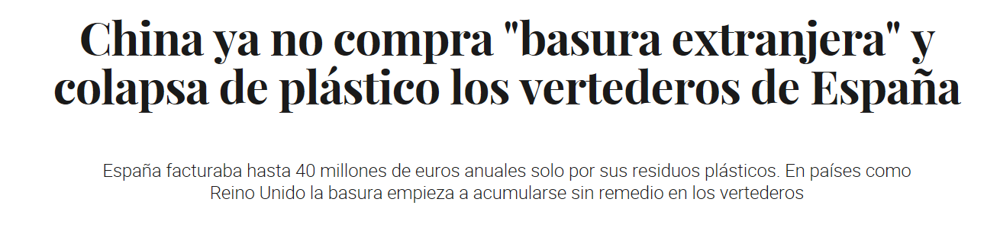 China ya no compra "basura extranjera" y
colapsa de plástico los vertederos de España
España facturaba hasta 40 millones de euros anuales solo por sus residuos plásticos. En países como
Reino Unido la basura empieza a acumularse sin remedio en los vertederos